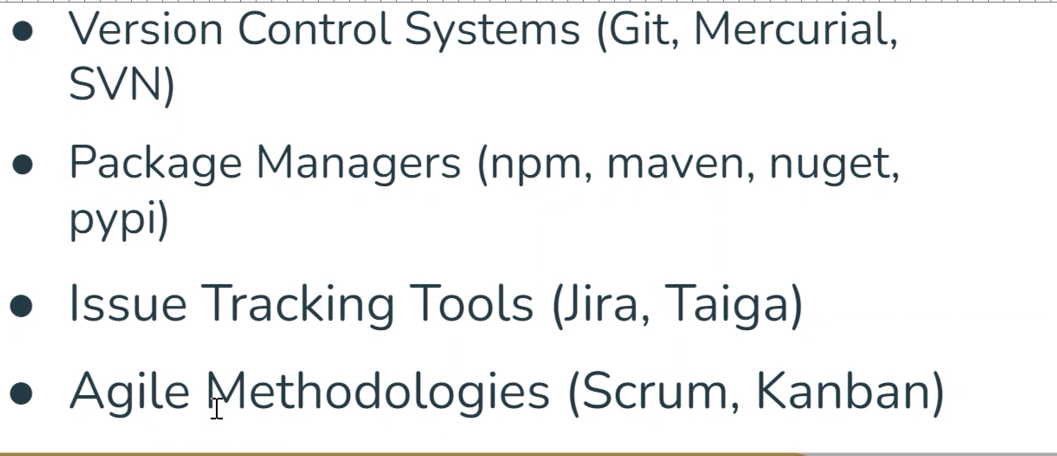 ● Version Control Systems (Git, Mercurial,
SVN)
● Package Managers (npm, maven, nuget,
pypi)
● Issue Tracking Tools (Jira, Taiga)
● Agile Methodologies (Scrum, Kanban)